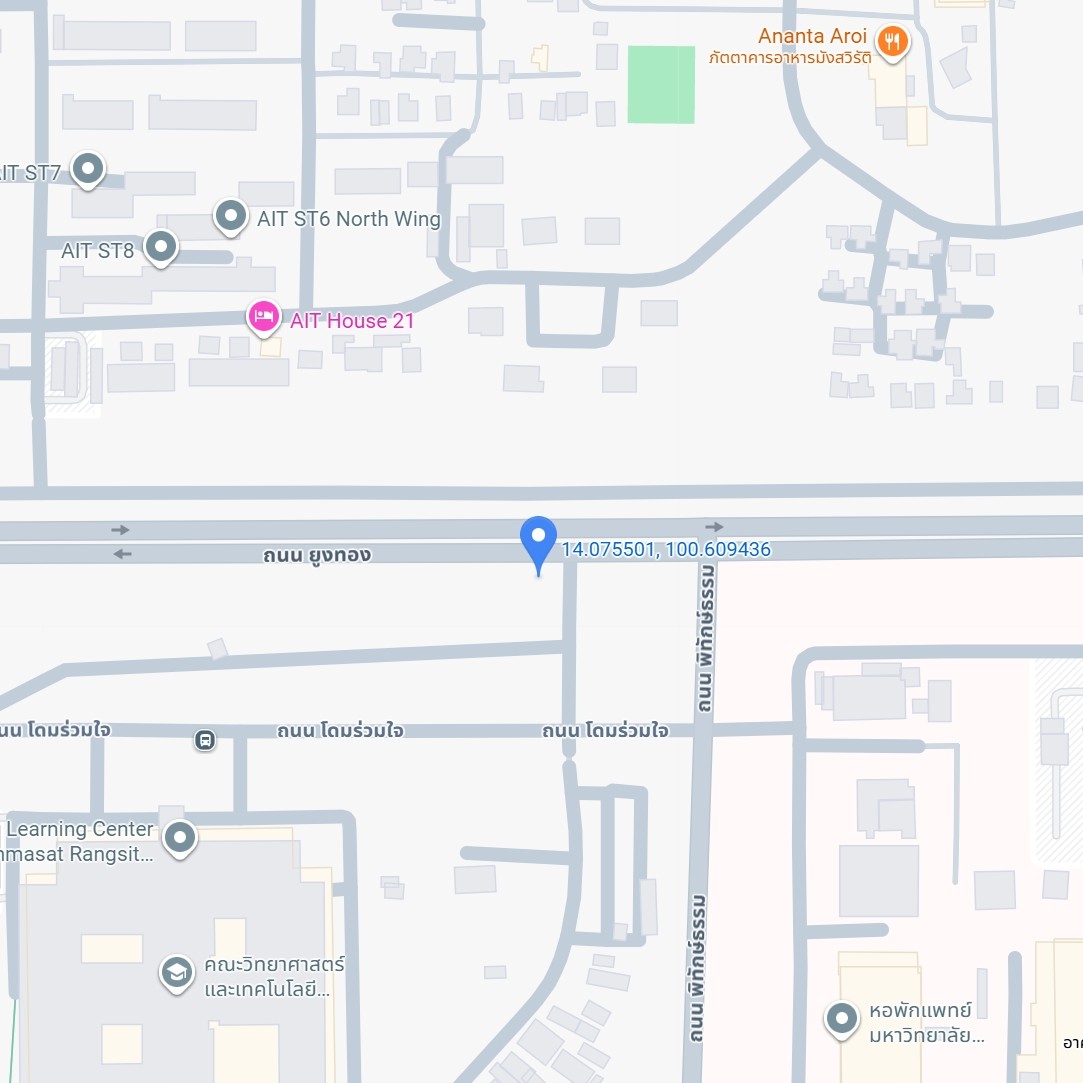 Ananta Aroi
ภัตตาคารอาหารมังสวิรัติ
AIT ST7
AIT ST6 North Wing
AIT ST8
AIT House 21
14.075501, 100.609436
ถนน ยูงทอง
ถนน พิทักษ์ธรรม
ถนน โดมร่วมใจ
ถนน โดมร่วมใจ
ถนน โดมร่วมใจ
Learning Center
mmasat Rangsit...
ถนน พิทักษ์ธรรม
คณะวิทยาศาสตร์
และเทคโนโลยี...
หอพักแพทย์
มหาวิทยาลัย...